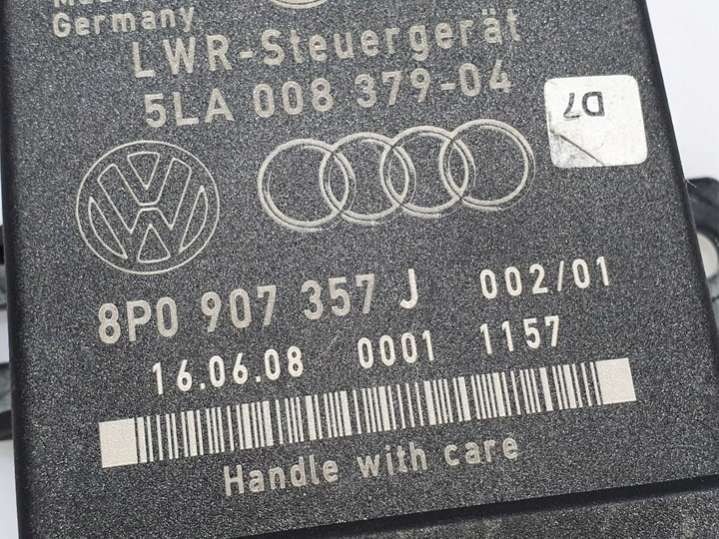 Germany
LWR-Steuergerät
5LA 008 379-04
D7
8P0 907 357 J 002/01
16.06.08 0001 1157
Handle with care